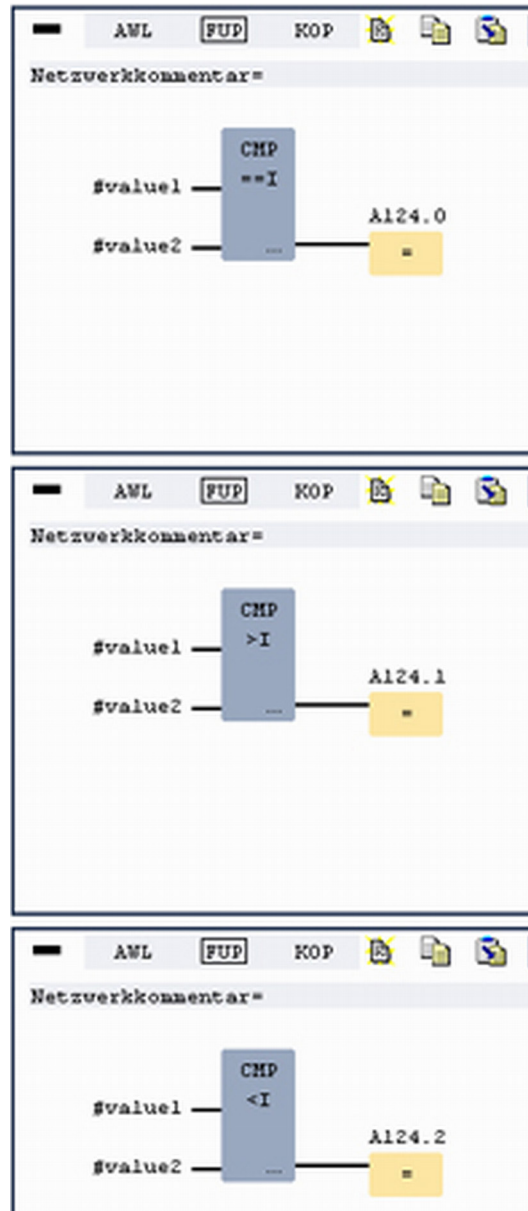 AWL FUP KOP
Netzwerkkommentar=
CMP
==I
#value1
#value2
...
A124.0
=
AWL FUP KOP
Netzwerkkommentar=
CMP
>I
#value1
#value2
...
A124.1
=
AWL FUP KOP
Netzwerkkommentar=
CMP
<I
#value1
#value2
...
A124.2
=